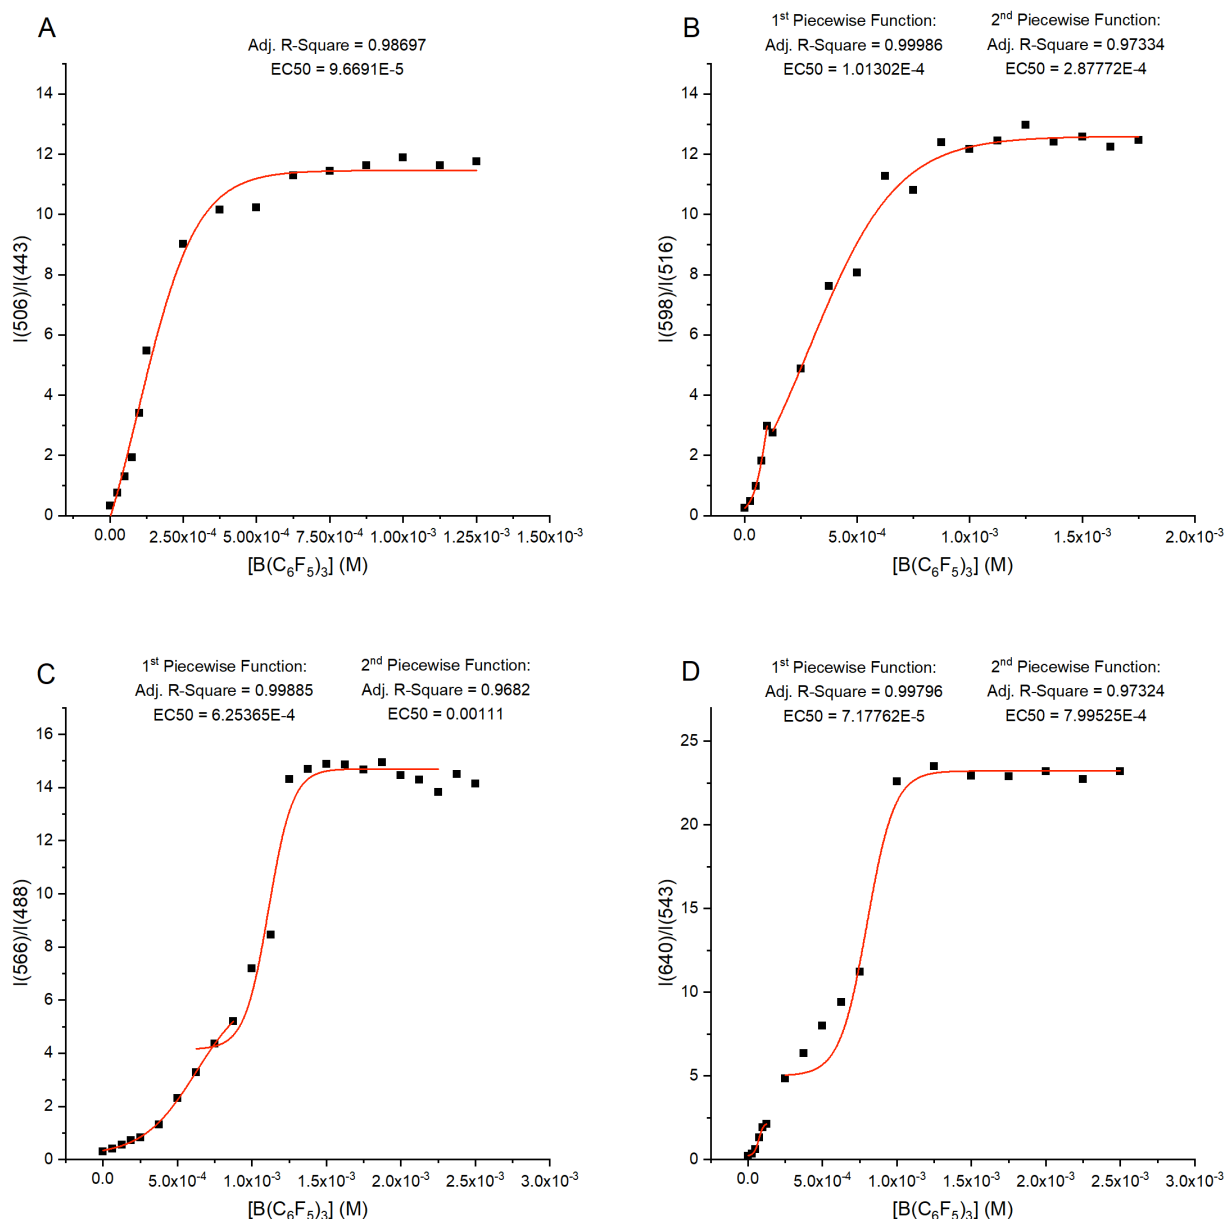 A
Adj. R-Square = 0.98697
EC50 = 9.6691E-5
14
12
10
8
6
4
2
0
I(506)/I(443)
0.00 2.50x10⁻⁴ 5.00x10⁻⁴ 7.50x10⁻⁴ 1.00x10⁻³ 1.25x10⁻³ 1.50x10⁻³
[B(C₆F₅)₃] (M)
B
1ˢᵗ Piecewise Function: 2ⁿᵈ Piecewise Function:
Adj. R-Square = 0.99986 Adj. R-Square = 0.97334
EC50 = 1.01302E-4 EC50 = 2.87772E-4
14
12
10
8
6
4
2
0
I(598)/I(516)
0.0 5.0x10⁻⁴ 1.0x10⁻³ 1.5x10⁻³ 2.0x10⁻³
[B(C₆F₅)₃] (M)
C
1ˢᵗ Piecewise Function: 2ⁿᵈ Piecewise Function:
Adj. R-Square = 0.99885 Adj. R-Square = 0.9682
EC50 = 6.25365E-4 EC50 = 0.00111
16
14
12
10
8
6
4
2
0
I(566)/I(488)
0.0 5.0x10⁻⁴ 1.0x10⁻³ 1.5x10⁻³ 2.0x10⁻³ 2.5x10⁻³ 3.0x10⁻³
[B(C₆F₅)₃] (M)
D
1ˢᵗ Piecewise Function: 2ⁿᵈ Piecewise Function:
Adj. R-Square = 0.99796 Adj. R-Square = 0.97324
EC50 = 7.17762E-5 EC50 = 7.99525E-4
25
20
15
10
5
0
I(640)/I(543)
0.0 5.0x10⁻⁴ 1.0x10⁻³ 1.5x10⁻³ 2.0x10⁻³ 2.5x10⁻³ 3.0x10⁻³
[B(C₆F₅)₃] (M)